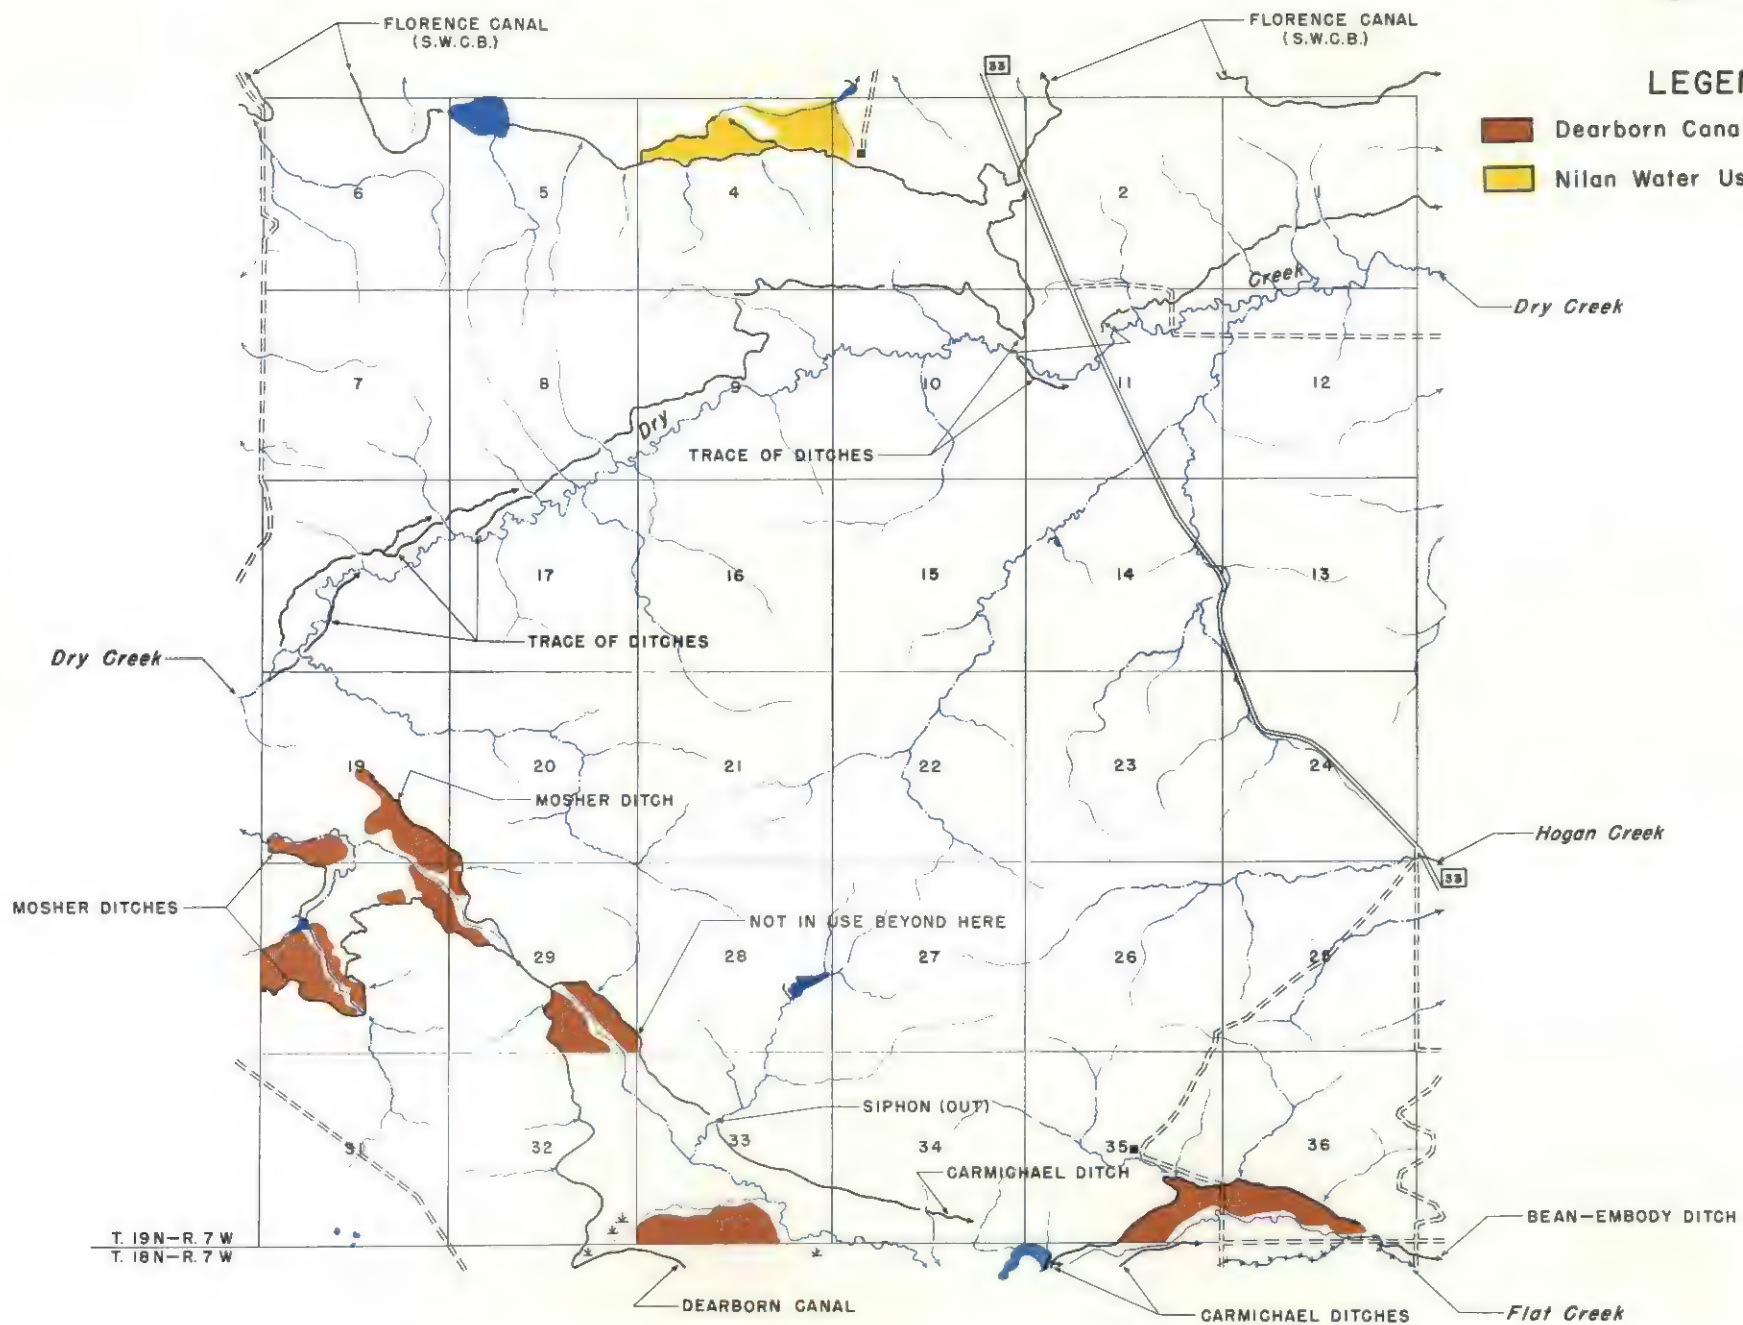 FLORENCE CANAL
(S.W.C.B.)
FLORENCE CANAL
(S.W.C.B.)
33
LEGEN
Dearborn Cana
Nilan Water Us
6
5
4
2
1
Creek
Dry Creek
7
8
9
10
11
12
Dry
TRACE OF DITCHES
17
16
15
14
13
TRACE OF DITCHES
Dry Creek
19
20
21
22
23
24
MOSHER DITCH
Hogan Creek
33
MOSHER DITCHES
NOT IN USE BEYOND HERE
29
28
27
26
25
SIPHON (OUT)
31
32
33
34
35
36
CARMICHAEL DITCH
BEAN-EMBODY DITCH
T. 19N-R. 7W
T. 18N-R. 7W
DEARBORN CANAL
CARMICHAEL DITCHES
Flat Creek